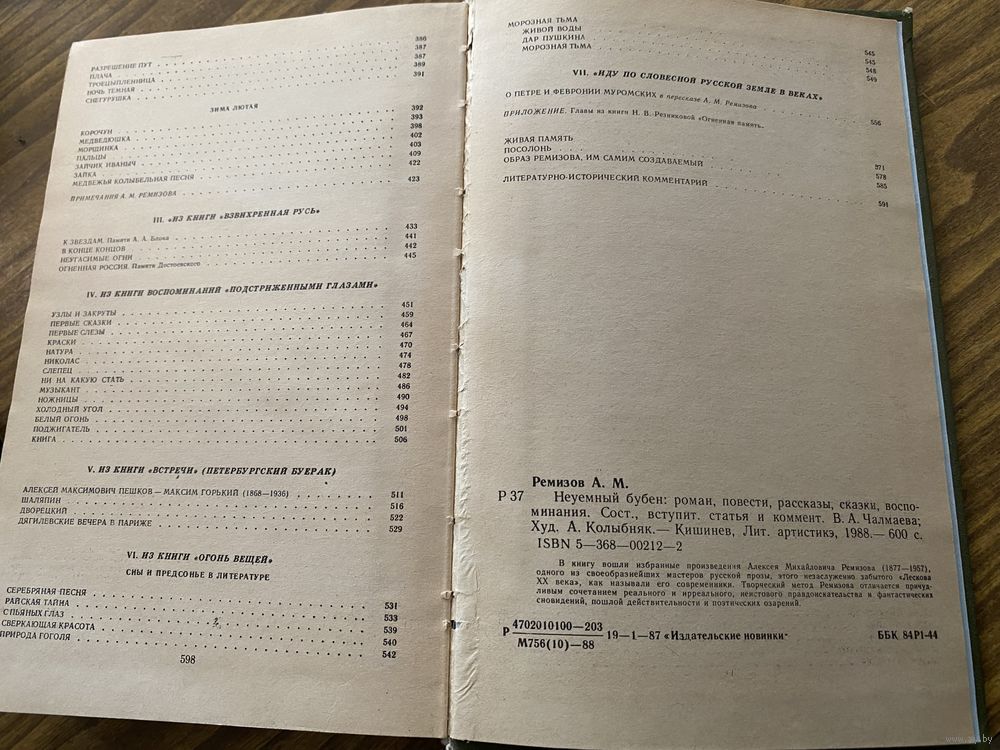 386
РАЗРЕШЕНИЕ ПУТ 387
ПЛАЧА 387
ТРОЕЦЫПЛЕННИЦА 389
НОЧЬ ТЕМНАЯ 391
СНЕГУРУШКА
ЗИМА ЛЮТАЯ
КОРОЧУН 392
МЕДВЕДЮШКА 393
МОРЩИНКА 398
ПАЛЬЦЫ 402
ЗАЙЧИК ИВАНЫЧ 403
ЗАЙКА 409
МЕДВЕЖЬЯ КОЛЫБЕЛЬНАЯ ПЕСНЯ 422
ПРИМЕЧАНИЯ А. М. РЕМИЗОВА 423
III. «ИЗ КНИГИ «ВЗВИХРЕННАЯ РУСЬ»
К ЗВЕЗДАМ. Памяти А. А. Блока 433
В КОНЦЕ КОНЦОВ 441
НЕУГАСИМЫЕ ОГНИ 442
ОГНЕННАЯ РОССИЯ. Памяти Достоевского 445
IV. ИЗ КНИГИ ВОСПОМИНАНИЙ «ПОДСТРИЖЕННЫМИ ГЛАЗАМИ»
УЗЛЫ И ЗАКРУТЫ 451
ПЕРВЫЕ СКАЗКИ 459
ПЕРВЫЕ СЛЕЗЫ 464
КРАСКИ 467
НАТУРА 470
НИКОЛАС 474
СЛЕПЕЦ 478
НИ НА КАКУЮ СТАТЬ 482
МУЗЫКАНТ 486
НОЖНИЦЫ 490
ХОЛОДНЫЙ УГОЛ 494
БЕЛЫЙ ОГОНЬ 498
ПОДЖИГАТЕЛЬ 501
КНИГА 506
V. ИЗ КНИГИ «ВСТРЕЧИ» (ПЕТЕРБУРГСКИЙ БУЕРАК)
АЛЕКСЕЙ МАКСИМОВИЧ ПЕШКОВ — МАКСИМ ГОРЬКИЙ (1868—1936) 511
ШАЛЯПИН 516
ДВОРЕЦКИЙ 522
ДЯГИЛЕВСКИЕ ВЕЧЕРА В ПАРИЖЕ 529
VI. ИЗ КНИГИ «ОГОНЬ ВЕЩЕЙ»
СНЫ И ПРЕДСОНЬЕ В ЛИТЕРАТУРЕ
СЕРЕБРЯНАЯ ПЕСНЯ 531
РАЙСКАЯ ТАЙНА 533
С ПЬЯНЫХ ГЛАЗ 539
СВЕРКАЮЩАЯ КРАСОТА 540
ПРИРОДА ГОГОЛЯ 542
598
МОРОЗНАЯ ТЬМА 545
ЖИВОЙ ВОДЫ 545
ДАР ПУШКИНА 548
МОРОЗНАЯ ТЬМА 549
VII. «ИДУ ПО СЛОВЕСНОЙ РУССКОЙ ЗЕМЛЕ В ВЕКАХ»
О ПЕТРЕ И ФЕВРОНИИ МУРОМСКИХ в пересказе А. М. Ремизова 556
ПРИЛОЖЕНИЕ. Главы из книги Н. В. Резниковой «Огненная память.
ЖИВАЯ ПАМЯТЬ 571
ПОСОЛОНЬ 578
ОБРАЗ РЕМИЗОВА, ИМ САМИМ СОЗДАВАЕМЫЙ 585
ЛИТЕРАТУРНО-ИСТОРИЧЕСКИЙ КОММЕНТАРИЙ 591
Ремизов А. М.
Р 37 Неуемный бубен: роман, повести, рассказы, сказки, воспо-
минания. Сост., вступит. статья и коммент. В. А. Чалмаева;
Худ. А. Колыбняк.— Кишинев, Лит. артистикэ, 1988.— 600 с.
ISBN 5—368—00212—2
В книгу вошли избранные произведения Алексея Михайловича Ремизова (1877—1957),
одного из своеобразнейших мастеров русской прозы, этого незаслуженно забытого «Лескова
XX века», как называли его современники. Творческий метод Ремизова отличается причуд-
ливым сочетанием реального и ирреального, неистового правдоискательства и фантастических
сновидений, пошлой действительности и поэтических озарений.
Р 4702010100—203
М756(10)—88 19—1—87 «Издательские новинки» ББК 84Р1-44
www.ay.by